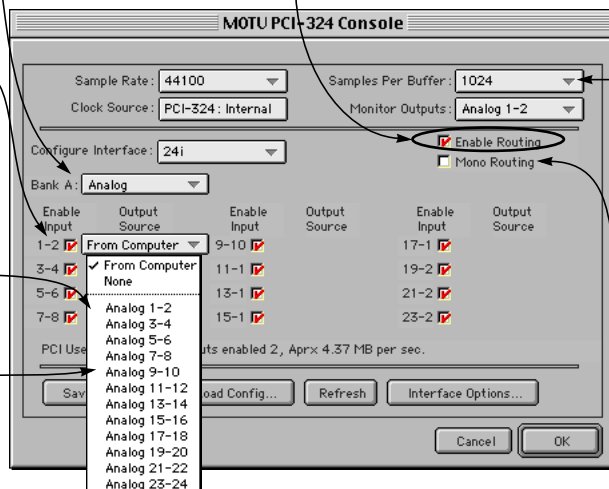 MOTU PCI-324 Console
Sample Rate: 44100
Samples Per Buffer: 1024
Clock Source: PCI-324: Internal
Monitor Outputs: Analog 1-2
Configure Interface: 24i
Enable Routing
Mono Routing
Bank A: Analog
Enable Input Output Source Enable Input Output Source Enable Input Output Source
1-2 From Computer 9-10 17-1
3-4 11-1 19-2
5-6 13-1 21-2
7-8 15-1 23-2
From Computer
None
Analog 1-2
Analog 3-4
Analog 5-6
Analog 7-8
Analog 9-10
Analog 11-12
Analog 13-14
Analog 15-16
Analog 17-18
Analog 19-20
Analog 21-22
Analog 23-24
PCI Use uts enabled 2, Aprx 4.37 MB per sec.
Sav oad Config... Refresh Interface Options...
Cancel OK